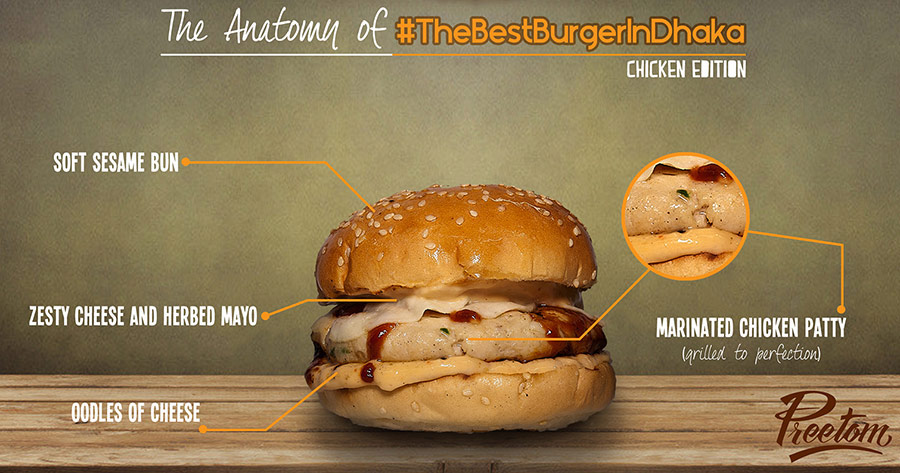 The Anatomy of #TheBestBurgerInDhaka
CHICKEN EDITION
SOFT SESAME BUN
ZESTY CHEESE AND HERBED MAYO
MARINATED CHICKEN PATTY
(grilled to perfection)
OODLES OF CHEESE
Preetom